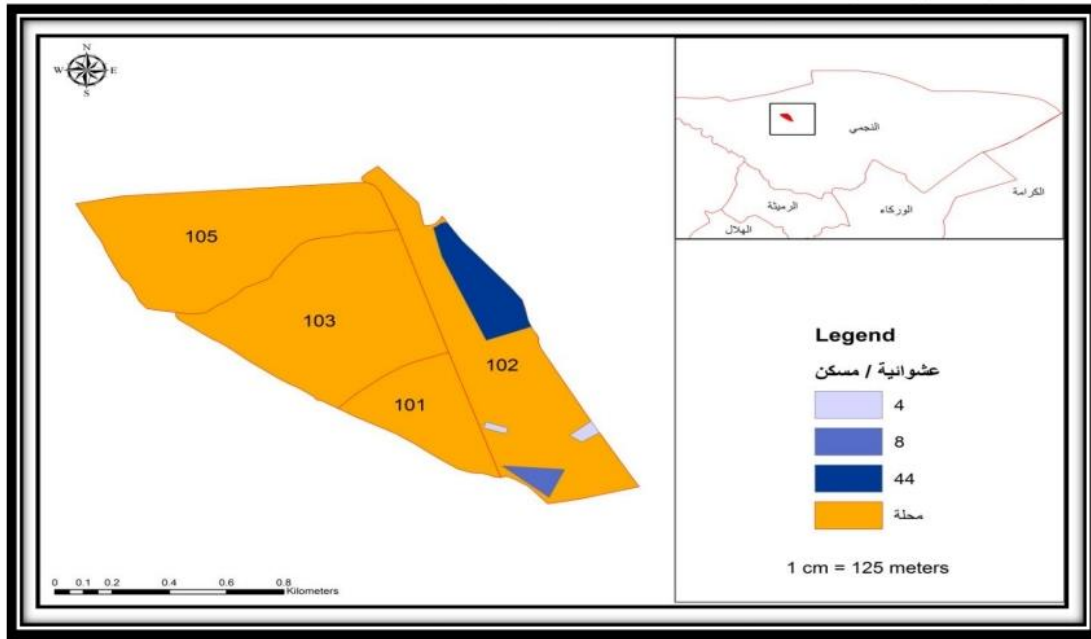 N
W E
S
105
103
102
101
0 0.1 0.2 0.4 0.6 0.8
Kilometers
النجمي
الكرامة
الرميثة
الوركاء
الهلال
Legend
عشوائية / مسكن
4
8
44
محلة
1 cm = 125 meters